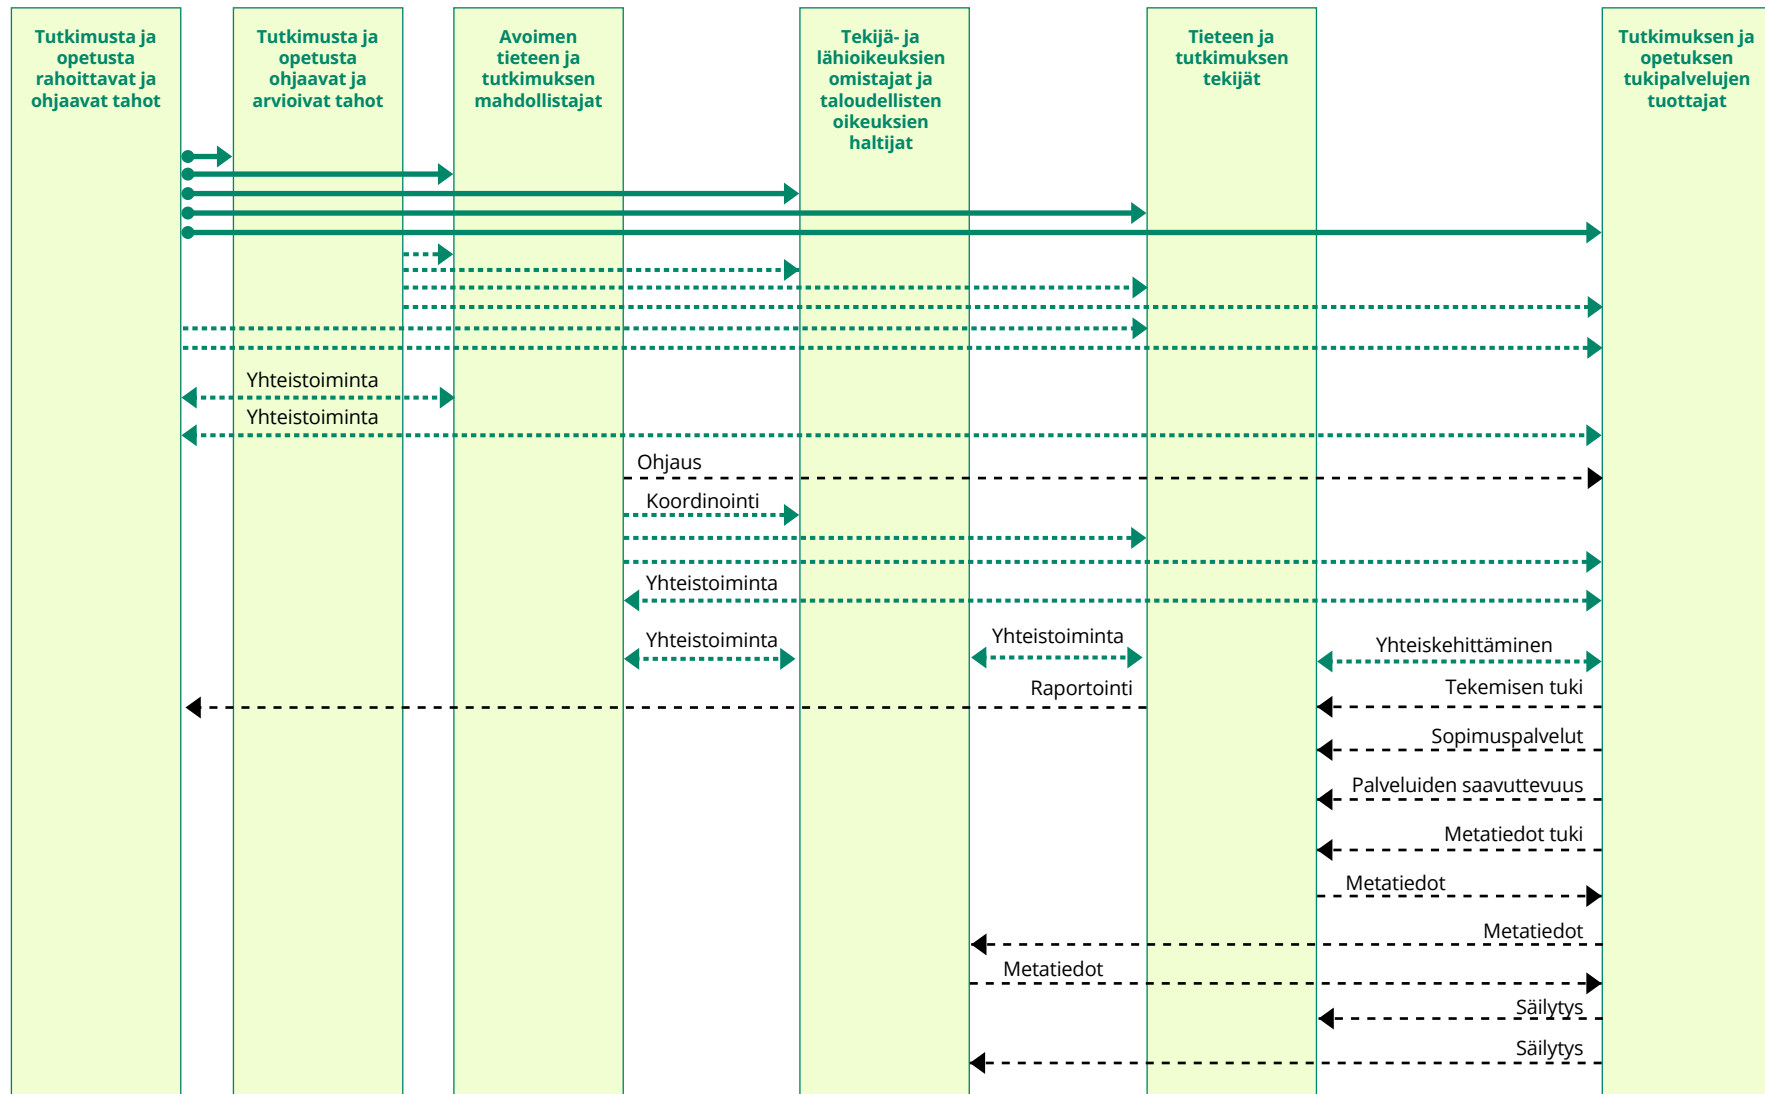 Tutkimusta ja
opetusta
rahoittavat ja
ohjaavat tahot
Tutkimusta ja
opetusta
ohjaavat ja
arvioivat tahot
Avoimen
tieteen ja
tutkimuksen
mahdollistajat
Tekijä- ja
lähioikeuksien
omistajat ja
taloudellisten
oikeuksien
haltijat
Tieteen ja
tutkimuksen
tekijät
Tutkimuksen ja
opetuksen
tukipalvelujen
tuottajat
Yhteistoiminta
Yhteistoiminta
Ohjaus
Koordinointi
Yhteistoiminta
Yhteistoiminta
Yhteistoiminta
Yhteiskehittäminen
Raportointi
Tekemisen tuki
Sopimuspalvelut
Palveluiden saavuttevuus
Metatiedot tuki
Metatiedot
Metatiedot
Metatiedot
Säilytys
Säilytys